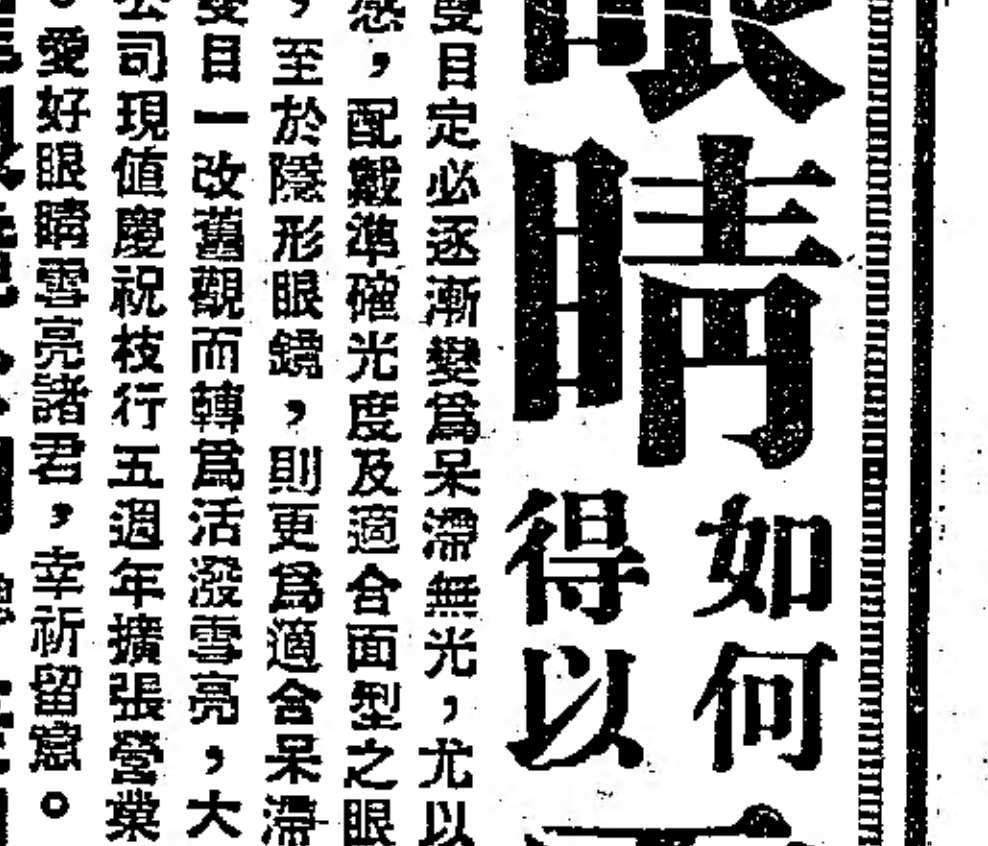 眼睛
如何
得以
雙目定必逐漸變爲呆滯無光，尤以
感，配戴準確光度及適合面型之眼
，至於隱形眼鏡，則更爲適合呆滯
雙目一改舊觀而轉爲活潑雪亮，大
公司現值慶祝枝行五週年擴張營業
。愛好眼睛雪亮諸君，幸祈留意。